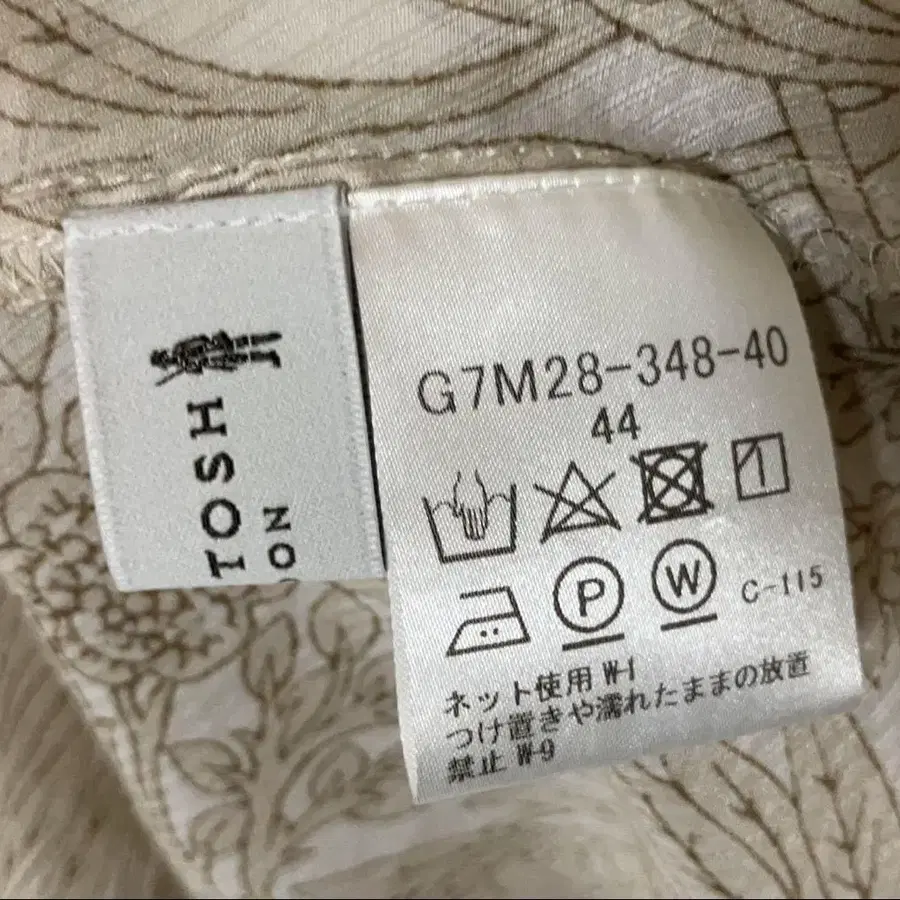 TOSH
ON
G7M28-348-40
44
P
W
C-115
ネット使用 W-1
つけ置きや濡れたままの放置
禁止 W-9